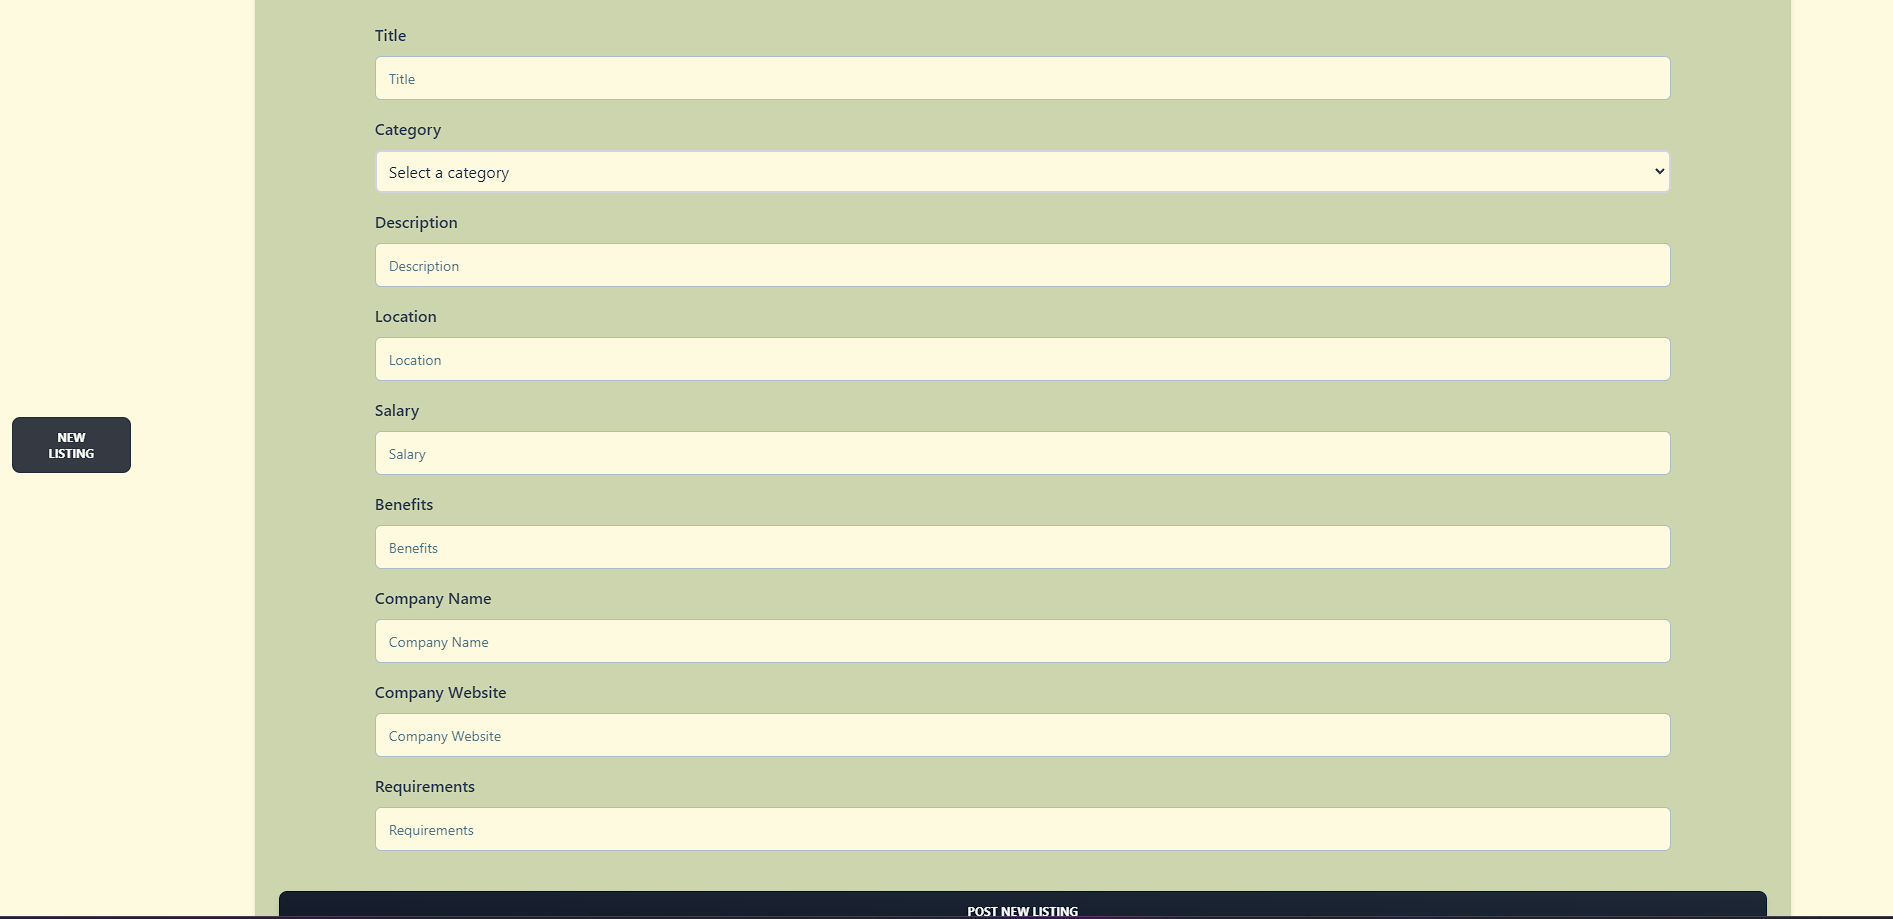 Title
Title
Category
Select a category
Description
Description
Location
Location
NEW
LISTING
Salary
Salary
Benefits
Benefits
Company Name
Company Name
Company Website
Company Website
Requirements
Requirements
POST NEW LISTING